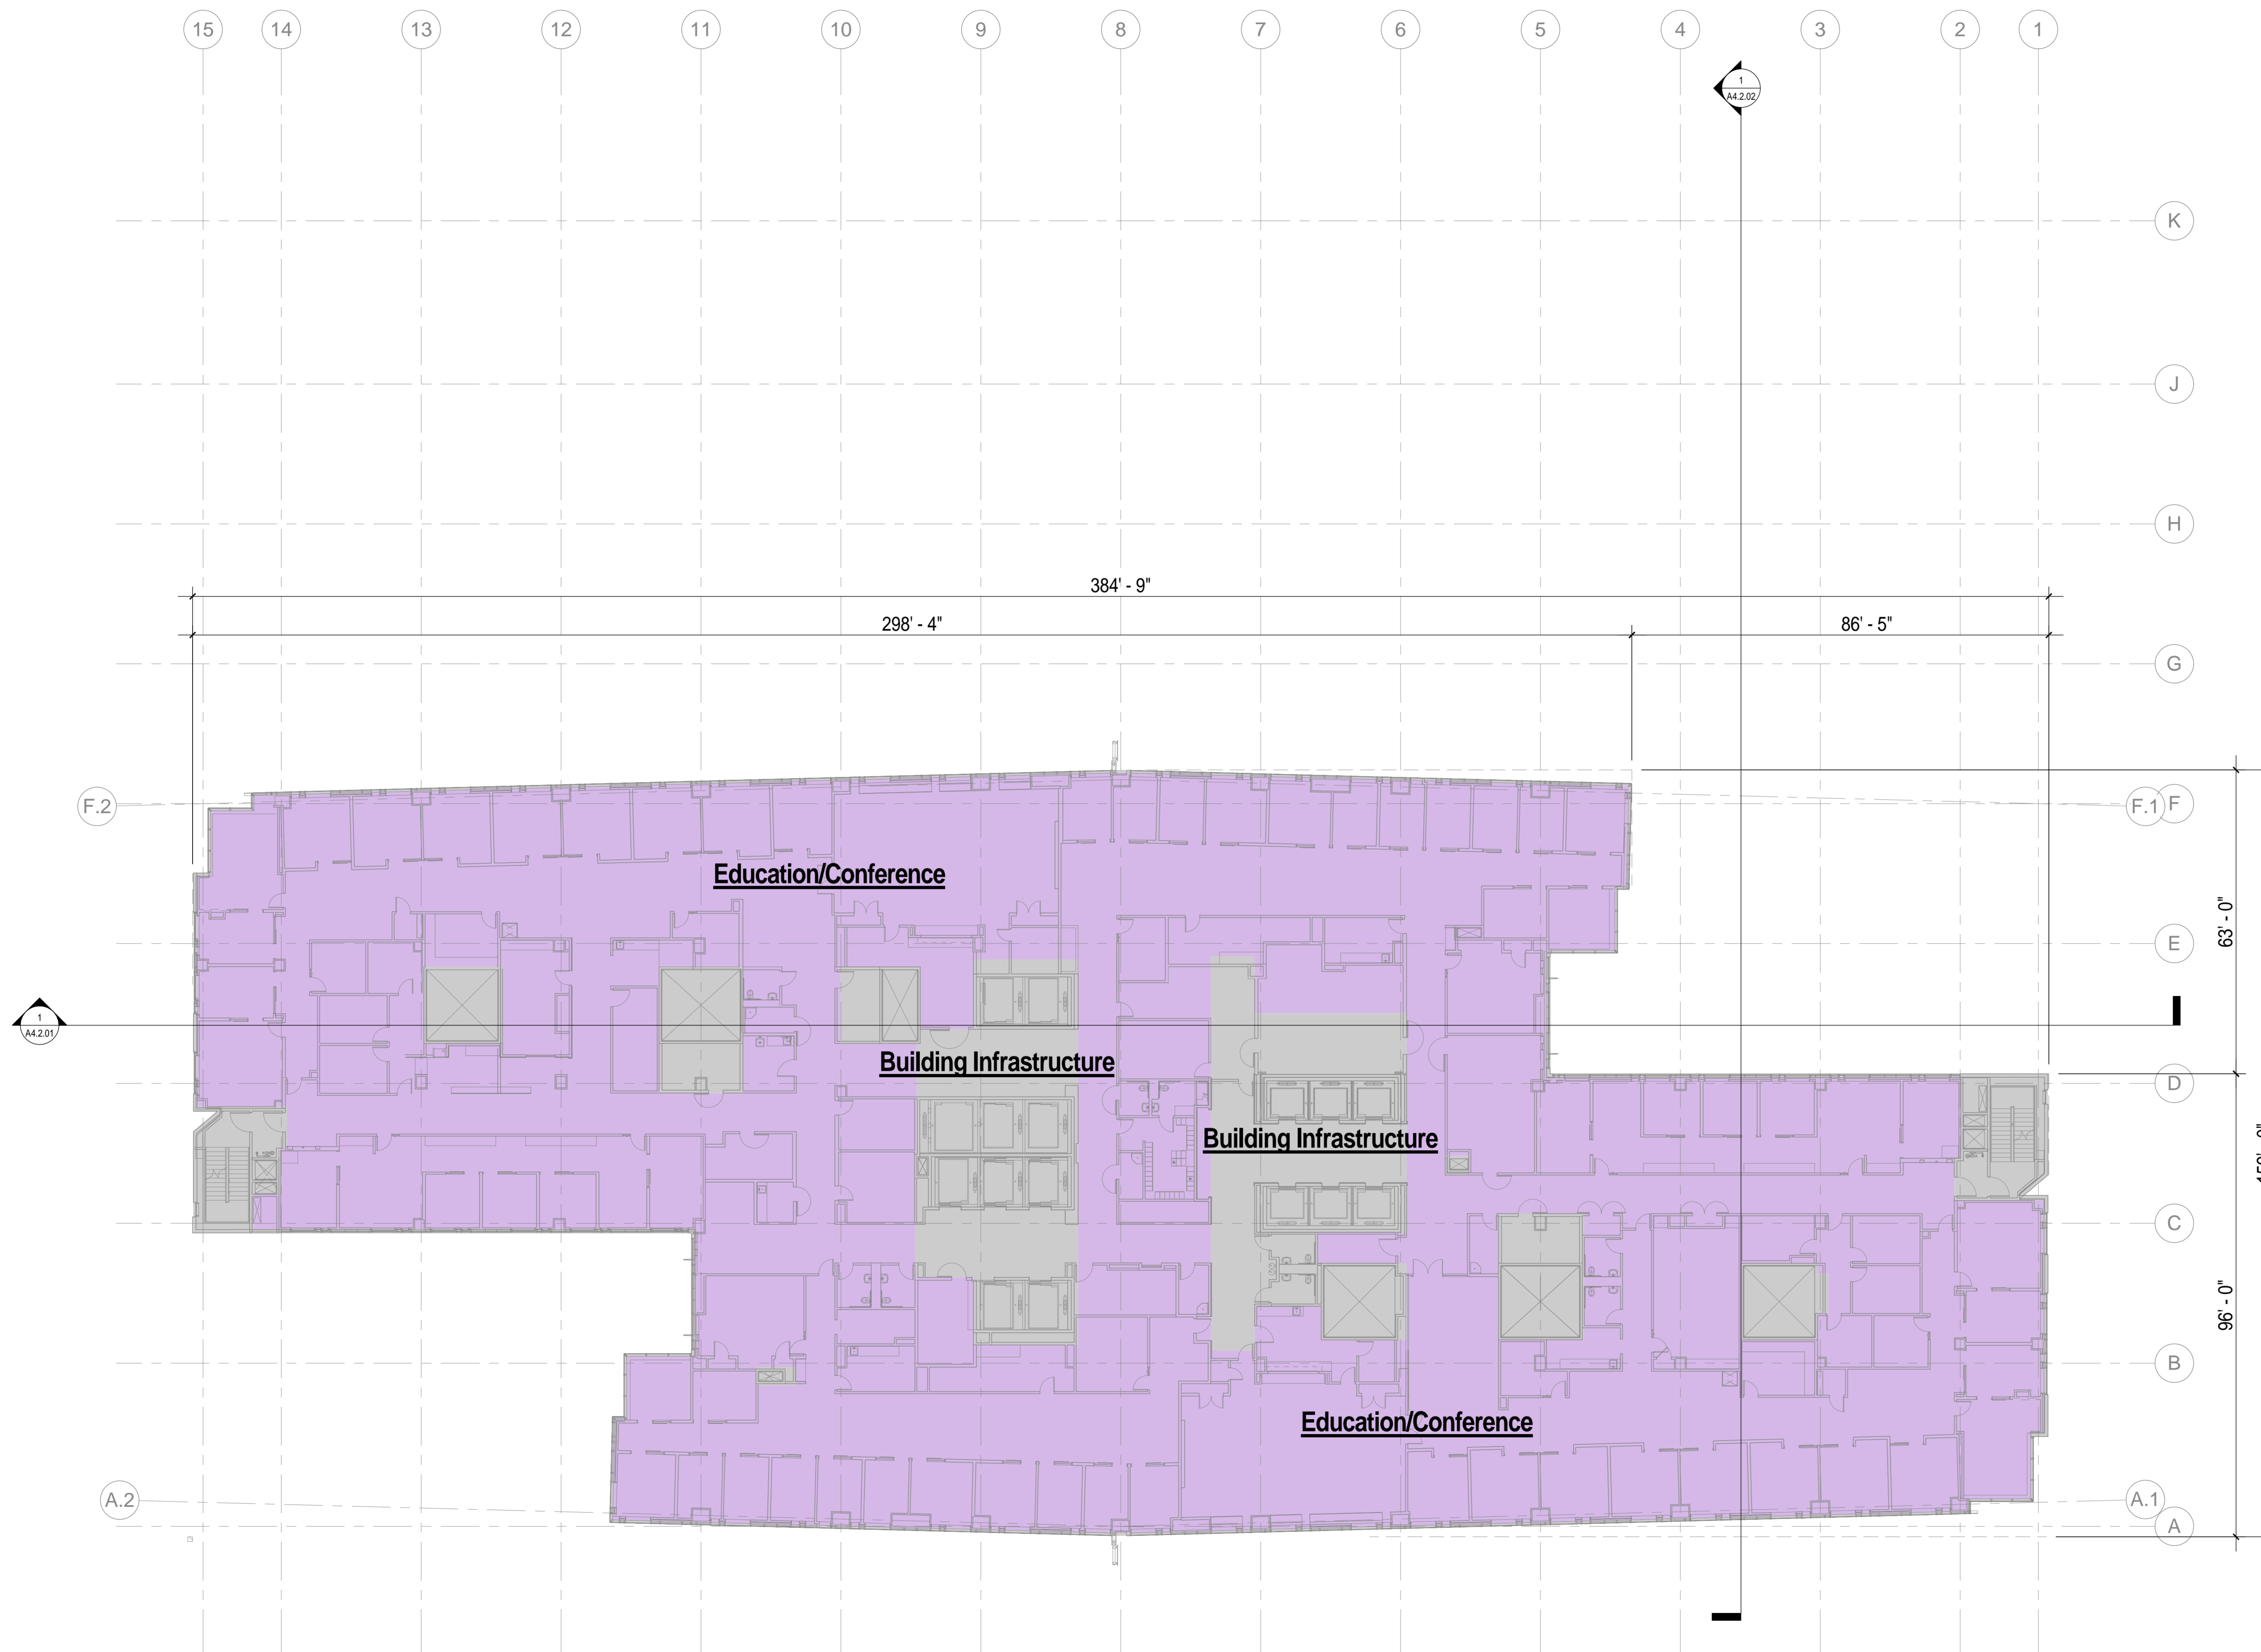 15 14 13 12 11 10 9 8 7 6 5 4 3 2 1
1
A4.2.02
K
J
H
384' - 9"
298' - 4" 86' - 5"
G
F.2 F.1 F
Education/Conference
E
63' - 0"
1
A4.2.01
Building Infrastructure
D
Building Infrastructure
C
96' - 0"
B
Education/Conference
A.2 A.1
A